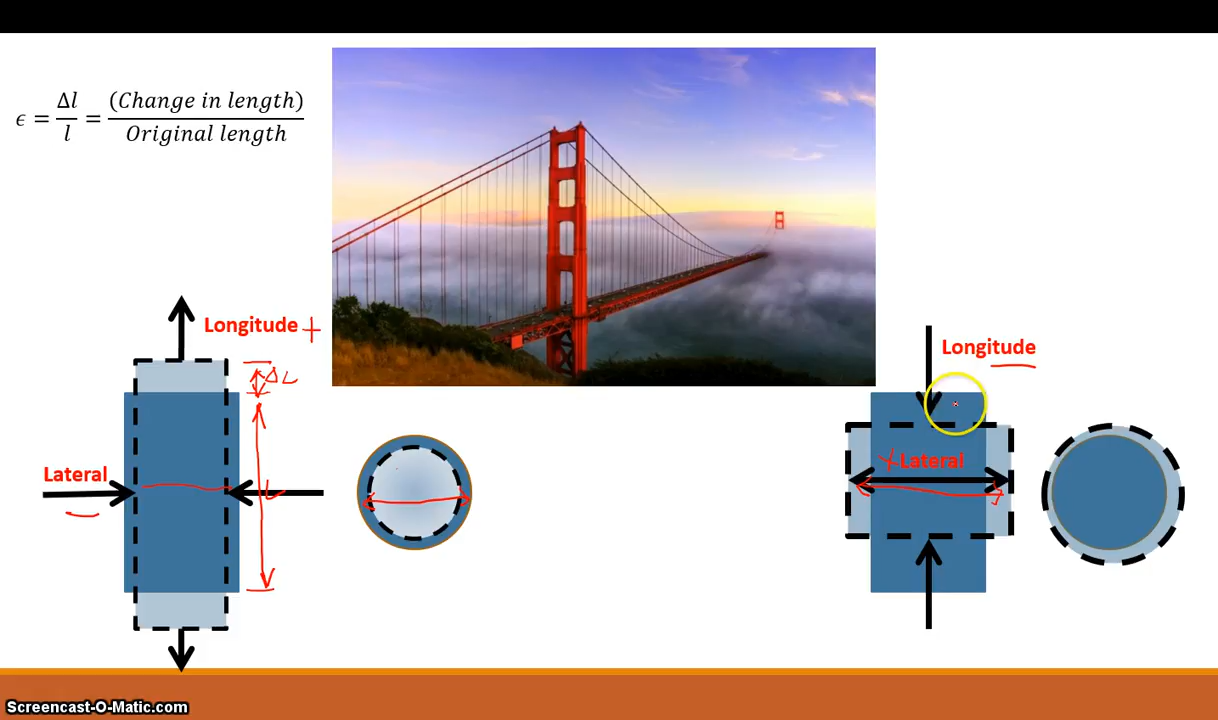 ϵ = Δl/l = (Change in length)/Original length
Longitude +
ΔL
Lateral
L
Longitude
+Lateral
Screencast-O-Matic.com